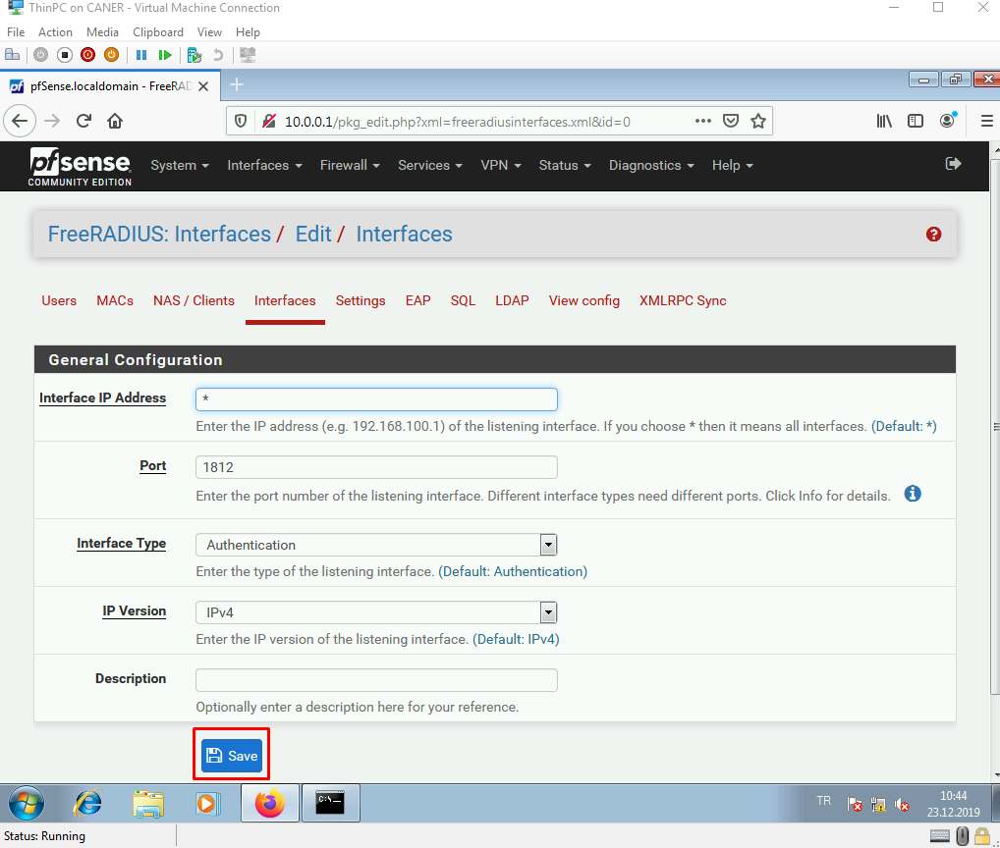 ThinPC on CANER - Virtual Machine Connection
File Action Media Clipboard View Help
pfSense.localdomain - FreeRAD
10.0.0.1/pkg_edit.php?xml=freeradiusinterfaces.xml&id=0
pfsense
COMMUNITY EDITION
System Interfaces Firewall Services VPN Status Diagnostics Help
FreeRADIUS: Interfaces / Edit / Interfaces
Users MACs NAS / Clients Interfaces Settings EAP SQL LDAP View config XMLRPC Sync
General Configuration
Interface IP Address *
Enter the IP address (e.g. 192.168.100.1) of the listening interface. If you choose * then it means all interfaces. (Default: *)
Port 1812
Enter the port number of the listening interface. Different interface types need different ports. Click Info for details.
Interface Type Authentication
Enter the type of the listening interface. (Default: Authentication)
IP Version IPv4
Enter the IP version of the listening interface. (Default: IPv4)
Description
Optionally enter a description here for your reference.
Save
C:\_
TR
10:44
23.12.2019
Status: Running